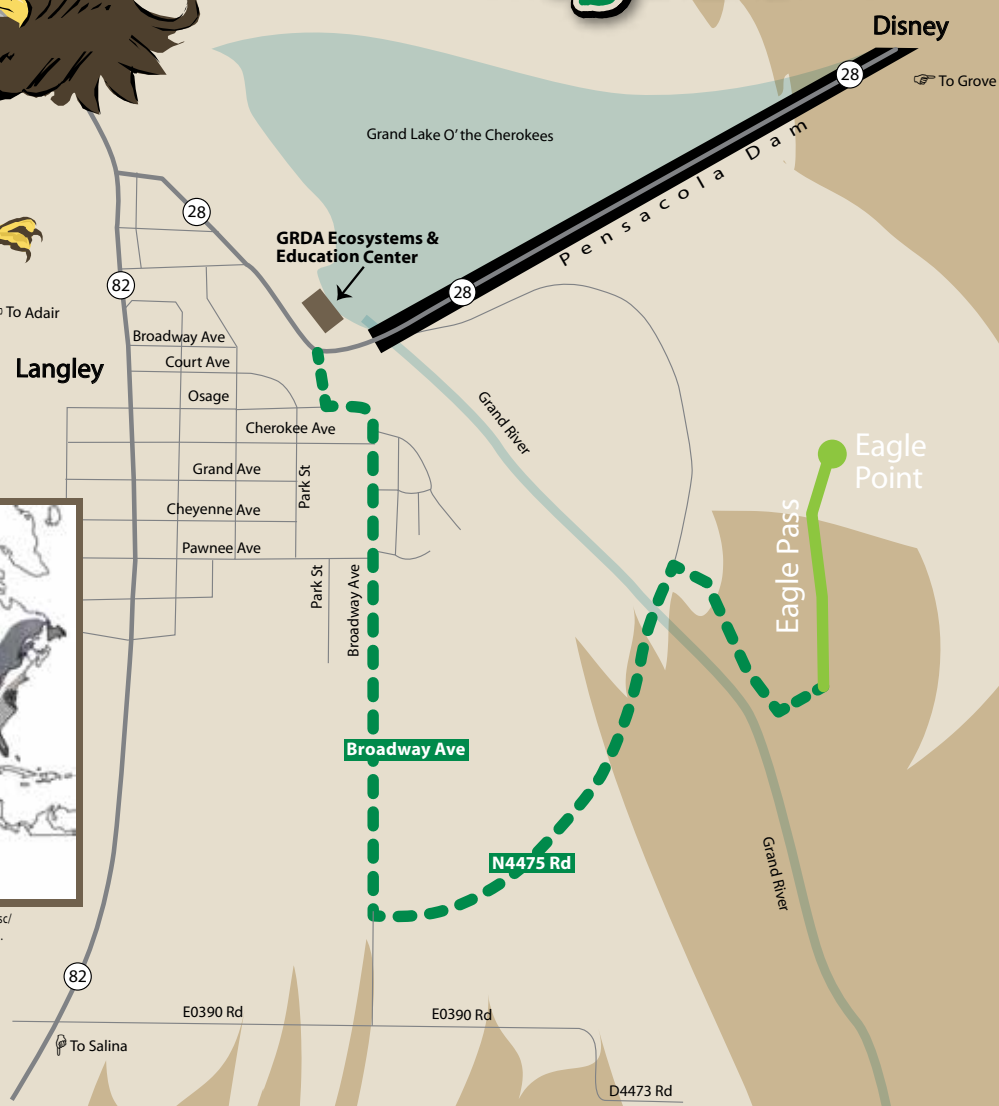 Disney
28
To Grove
Grand Lake O' the Cherokees
Pensacola Dam
28
GRDA Ecosystems &
Education Center
28
82
To Adair
Broadway Ave
Langley
Court Ave
Osage
Cherokee Ave
Grand River
Grand Ave
Park St
Cheyenne Ave
Pawnee Ave
Eagle
Point
Eagle Pass
Park St
Broadway Ave
Broadway Ave
N4475 Rd
Grand River
sc/
.
82
E0390 Rd
E0390 Rd
To Salina
D4473 Rd